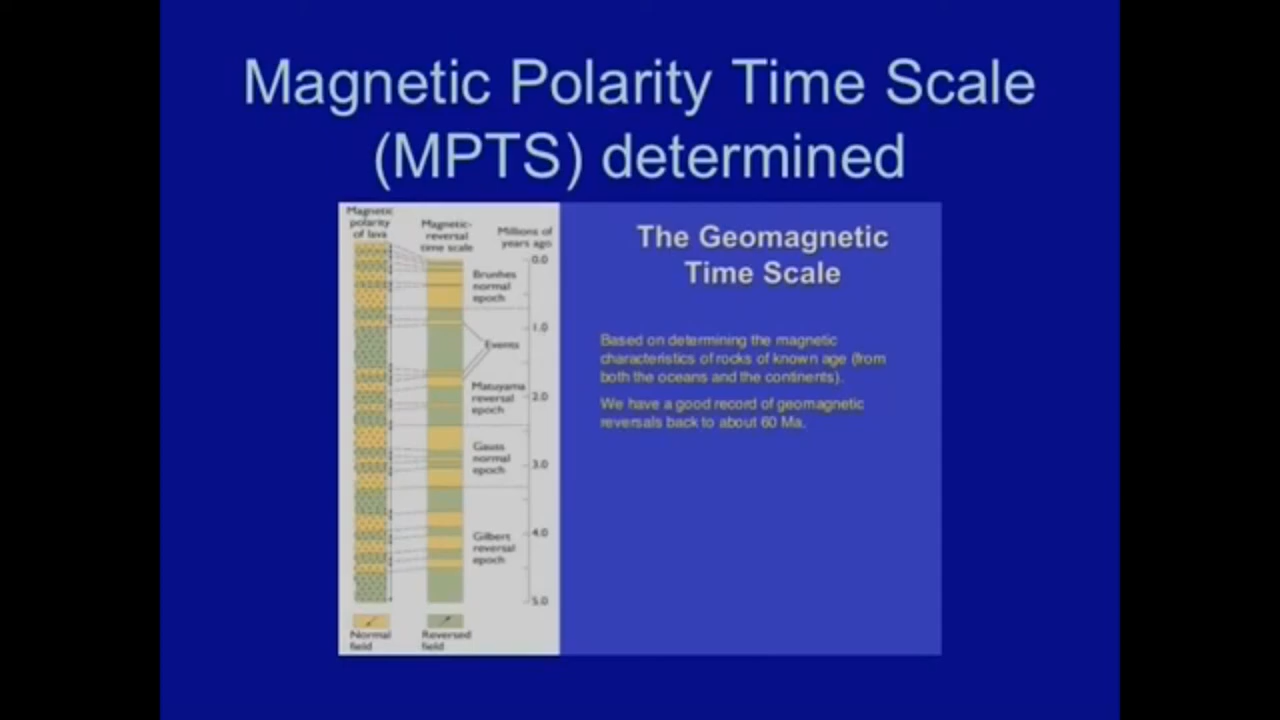 Magnetic Polarity Time Scale
(MPTS) determined
Magnetic
polarity
of lava
Magnetic-
reversal
time scale
Millions of
years ago
0.0
Brunhes
normal
epoch
1.0
Events
Matuyama
reversal
epoch
2.0
Gauss
normal
epoch
3.0
4.0
Gilbert
reversal
epoch
5.0
Normal
field
Reversed
field
The Geomagnetic
Time Scale
Based on determining the magnetic
characteristics of rocks of known age (from
both the oceans and the continents).
We have a good record of geomagnetic
reversals back to about 60 Ma.